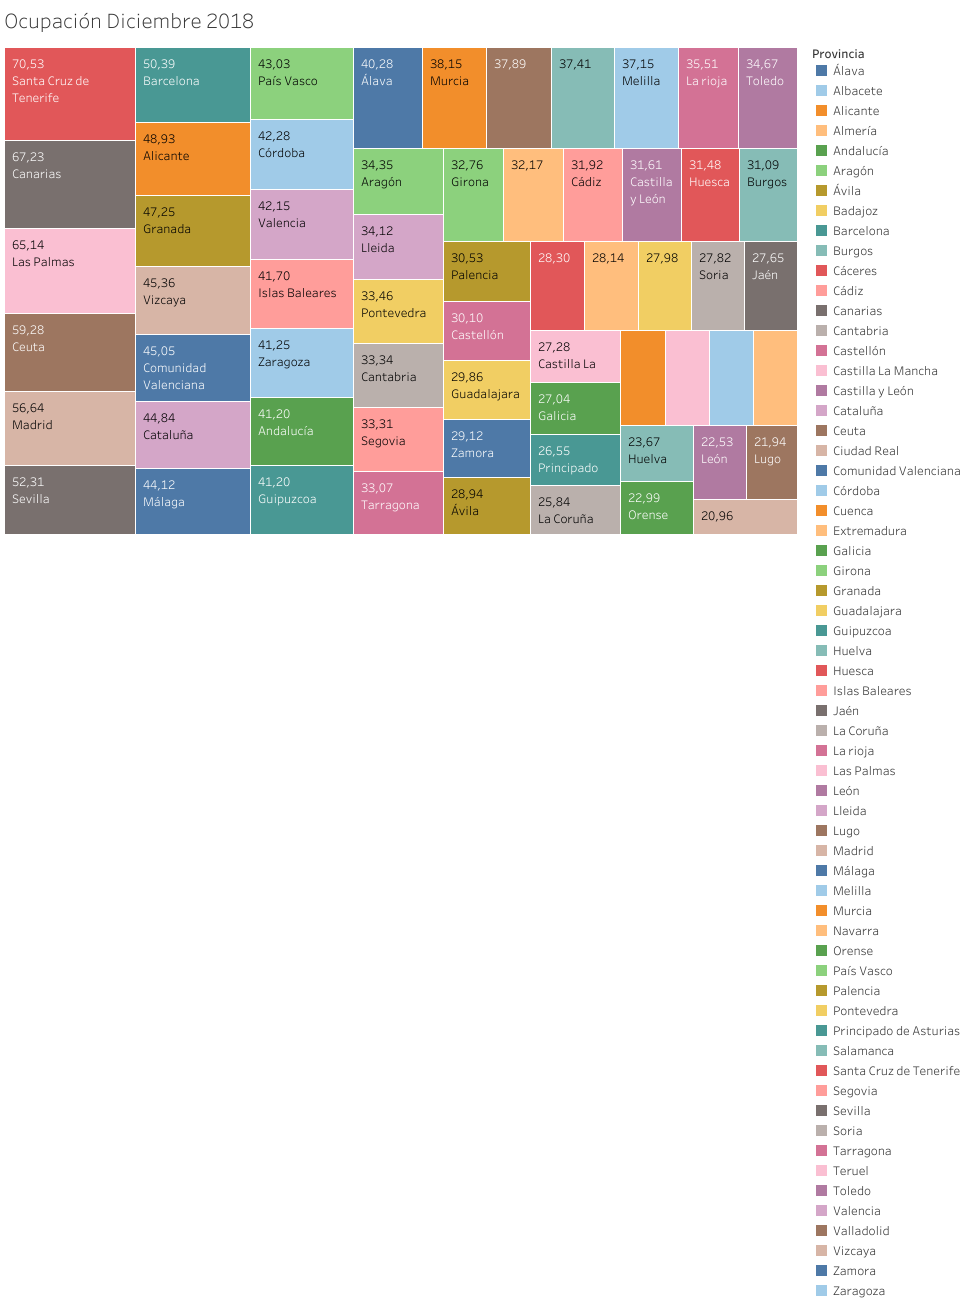 Ocupación Diciembre 2018
70,53
Santa Cruz de
Tenerife
67,23
Canarias
65,14
Las Palmas
59,28
Ceuta
56,64
Madrid
52,31
Sevilla
50,39
Barcelona
48,93
Alicante
47,25
Granada
45,36
Vizcaya
45,05
Comunidad
Valenciana
44,84
Cataluña
44,12
Málaga
43,03
País Vasco
42,28
Córdoba
42,15
Valencia
41,70
Islas Baleares
41,25
Zaragoza
41,20
Andalucía
41,20
Guipuzcoa
40,28
Álava
38,15
Murcia
37,89
37,41
37,15
Melilla
35,51
La rioja
34,67
Toledo
34,35
Aragón
34,12
Lleida
33,46
Pontevedra
33,34
Cantabria
33,31
Segovia
33,07
Tarragona
32,76
Girona
32,17
31,92
Cádiz
31,61
Castilla
y León
31,48
Huesca
31,09
Burgos
30,53
Palencia
30,10
Castellón
29,86
Guadalajara
29,12
Zamora
28,94
Ávila
28,30
28,14
27,98
27,82
Soria
27,65
Jaén
27,28
Castilla La
27,04
Galicia
26,55
Principado
25,84
La Coruña
23,67
Huelva
22,99
Orense
22,53
León
21,94
Lugo
20,96
Provincia
Álava
Albacete
Alicante
Almería
Andalucía
Aragón
Ávila
Badajoz
Barcelona
Burgos
Cáceres
Cádiz
Canarias
Cantabria
Castellón
Castilla La Mancha
Castilla y León
Cataluña
Ceuta
Ciudad Real
Comunidad Valenciana
Córdoba
Cuenca
Extremadura
Galicia
Girona
Granada
Guadalajara
Guipuzcoa
Huelva
Huesca
Islas Baleares
Jaén
La Coruña
La rioja
Las Palmas
León
Lleida
Lugo
Madrid
Málaga
Melilla
Murcia
Navarra
Orense
País Vasco
Palencia
Pontevedra
Principado de Asturias
Salamanca
Santa Cruz de Tenerife
Segovia
Sevilla
Soria
Tarragona
Teruel
Toledo
Valencia
Valladolid
Vizcaya
Zamora
Zaragoza